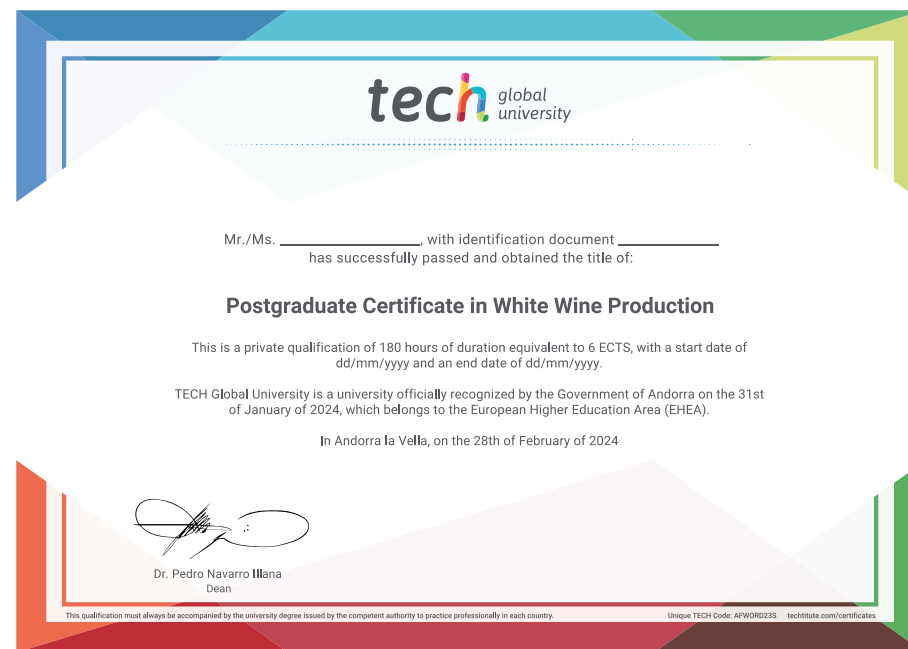 tech global
university
Mr./Ms. ____________________, with identification document ______________
has successfully passed and obtained the title of:
Postgraduate Certificate in White Wine Production
This is a private qualification of 180 hours of duration equivalent to 6 ECTS, with a start date of
dd/mm/yyyy and an end date of dd/mm/yyyy.
TECH Global University is a university officially recognized by the Government of Andorra on the 31st
of January of 2024, which belongs to the European Higher Education Area (EHEA).
In Andorra la Vella, on the 28th of February of 2024
Dr. Pedro Navarro Illana
Dean
This qualification must always be accompanied by the university degree issued by the competent authority to practice professionally in each country.
Unique TECH Code: AFWORD23S techtitute.com/certificates